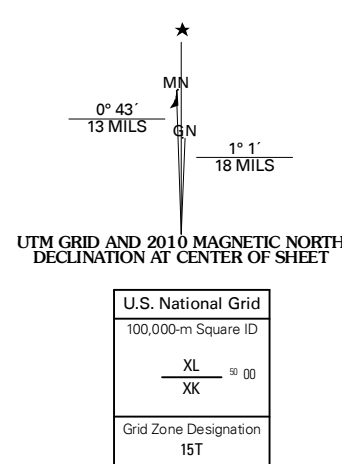 MN
0° 43´
13 MILS
GN
1° 1´
18 MILS
UTM GRID AND 2010 MAGNETIC NORTH
DECLINATION AT CENTER OF SHEET
U.S. National Grid
100,000-m Square ID
XL
50 00
XK
Grid Zone Designation
15T